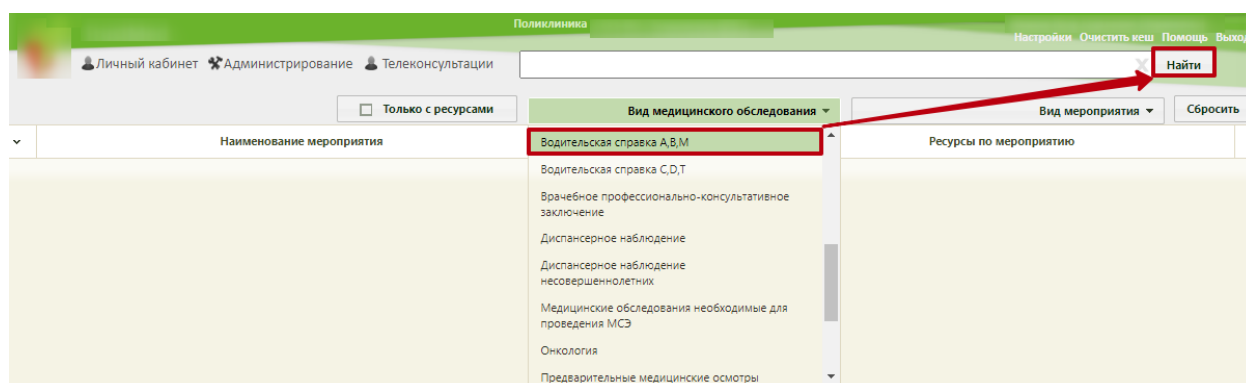 Поликлиника
Настройки Очистить кеш Помощь Выход
Личный кабинет Администрирование Телеконсультации X Найти
Только с ресурсами Вид медицинского обследования Вид мероприятия Сбросить
Наименование мероприятия Ресурсы по мероприятию
Водительская справка A,B,M
Водительская справка C,D,T
Врачебное профессионально-консультативное
заключение
Диспансерное наблюдение
Диспансерное наблюдение
несовершеннолетних
Медицинские обследования необходимые для
проведения МСЭ
Онкология
Предварительные медицинские осмотры